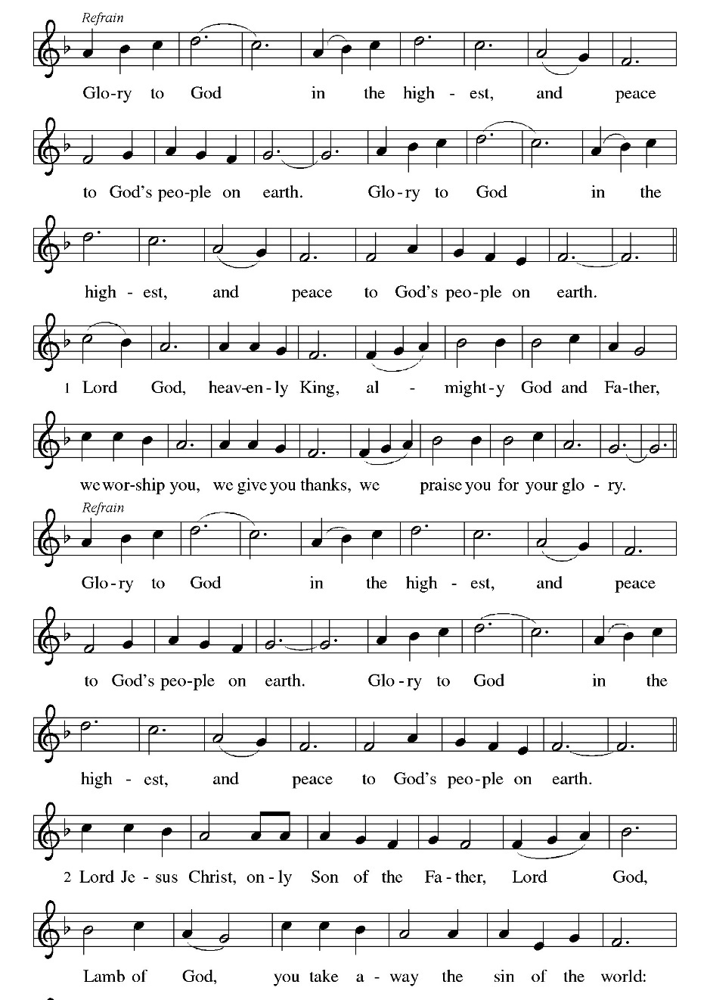 Refrain
Glo-ry to God in the high - est, and peace
to God's peo-ple on earth. Glo-ry to God in the
high - est, and peace to God's peo-ple on earth.
1 Lord God, heav-en-ly King, al - might-y God and Fa-ther,
we wor-ship you, we give you thanks, we praise you for your glo - ry.
Refrain
Glo-ry to God in the high - est, and peace
to God's peo-ple on earth. Glo-ry to God in the
high - est, and peace to God's peo-ple on earth.
2 Lord Je - sus Christ, on-ly Son of the Fa-ther, Lord God,
Lamb of God, you take a - way the sin of the world: